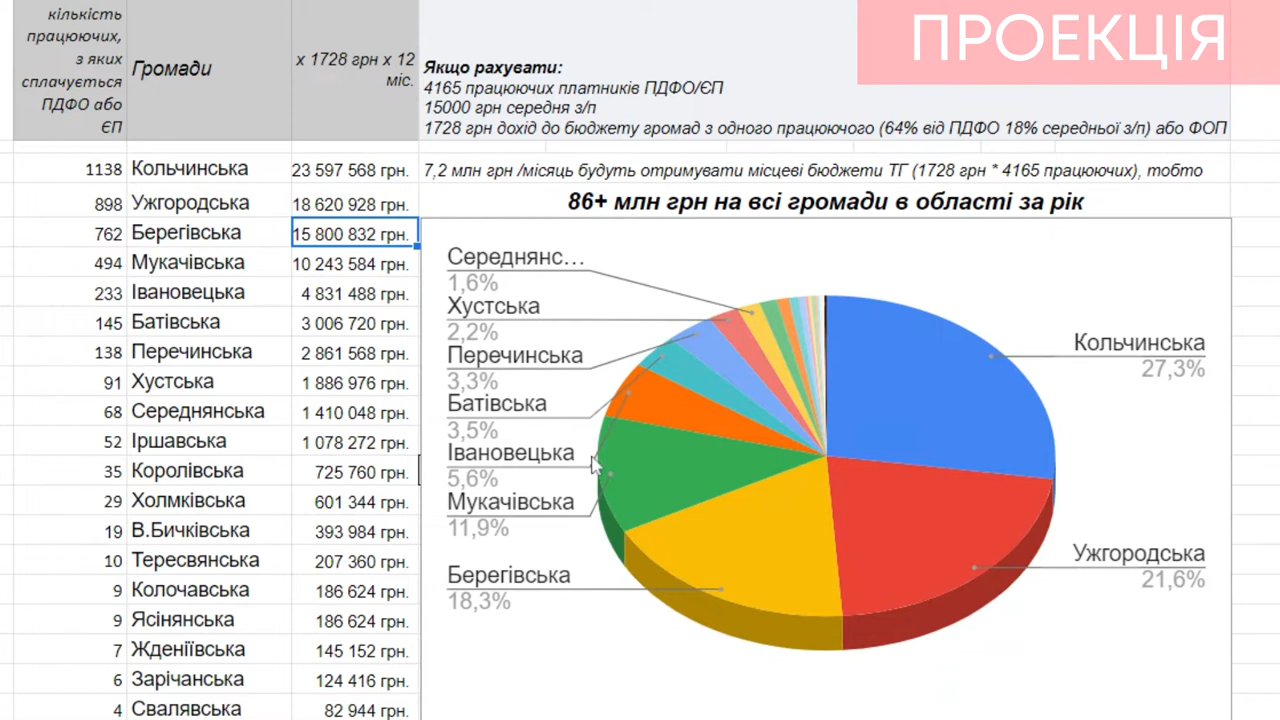 ПРОЕКЦІЯ
кількість
працюючих,
з яких
сплачується
ПДФО або
ЄП
Громади
х 1728 грн х 12
міс.
Якщо рахувати:
4165 працюючих платників ПДФО/ЄП
15000 грн середня з/п
1728 грн дохід до бюджету громад з одного працюючого (64% від ПДФО 18% середньої з/п) або ФОП
1138 Кольчинська 23 597 568 грн.
7,2 млн грн /місяць будуть отримувати місцеві бюджети ТГ (1728 грн * 4165 працюючих), тобто
898 Ужгородська 18 620 928 грн.
86+ млн грн на всі громади в області за рік
762 Берегівська 15 800 832 грн.
494 Мукачівська 10 243 584 грн.
233 Івановецька 4 831 488 грн.
145 Батівська 3 006 720 грн.
138 Перечинська 2 861 568 грн.
91 Хустська 1 886 976 грн.
68 Середнянська 1 410 048 грн.
52 Іршавська 1 078 272 грн.
35 Королівська 725 760 грн.
29 Холмківська 601 344 грн.
19 В.Бичківська 393 984 грн.
10 Тересвянська 207 360 грн.
9 Колочавська 186 624 грн.
9 Ясінянська 186 624 грн.
7 Жденіївська 145 152 грн.
6 Зарічанська 124 416 грн.
4 Свалявська 82 944 грн.
Середнянс…
1,6%
Хустська
2,2%
Перечинська
3,3%
Батівська
3,5%
Івановецька
5,6%
Мукачівська
11,9%
Берегівська
18,3%
Кольчинська
27,3%
Ужгородська
21,6%